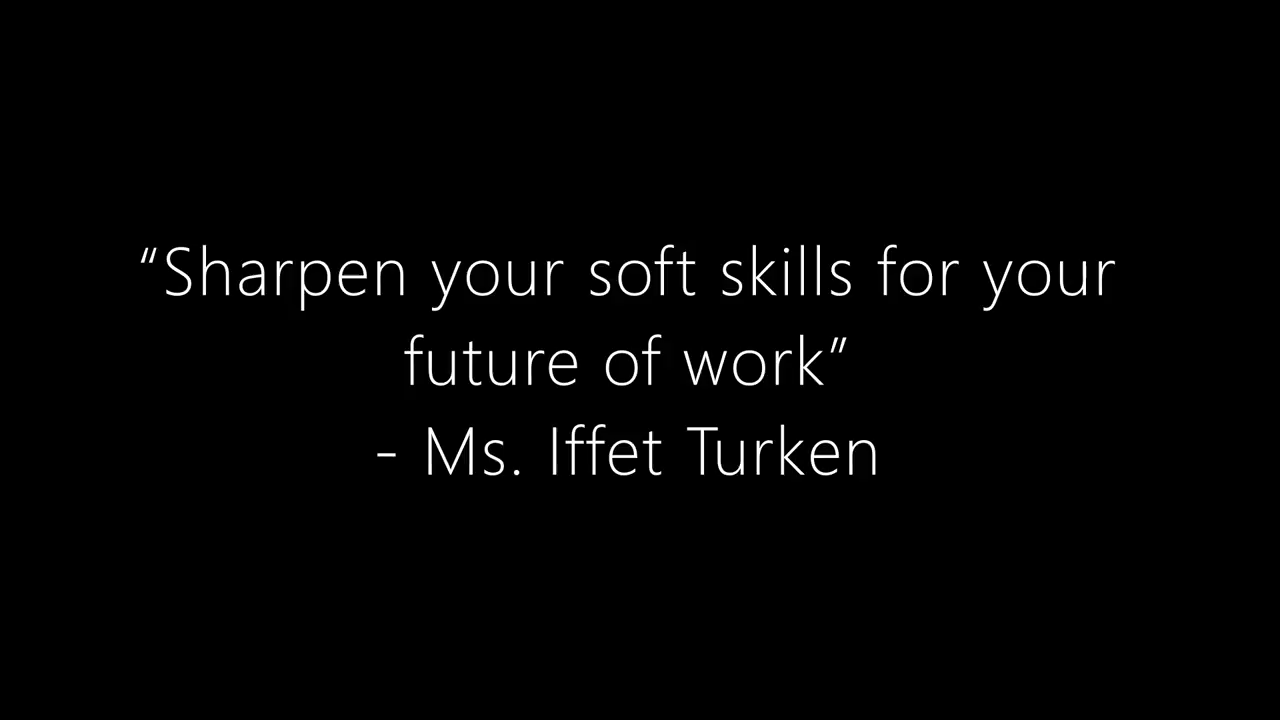 “Sharpen your soft skills for your
future of work”
- Ms. Iffet Turken